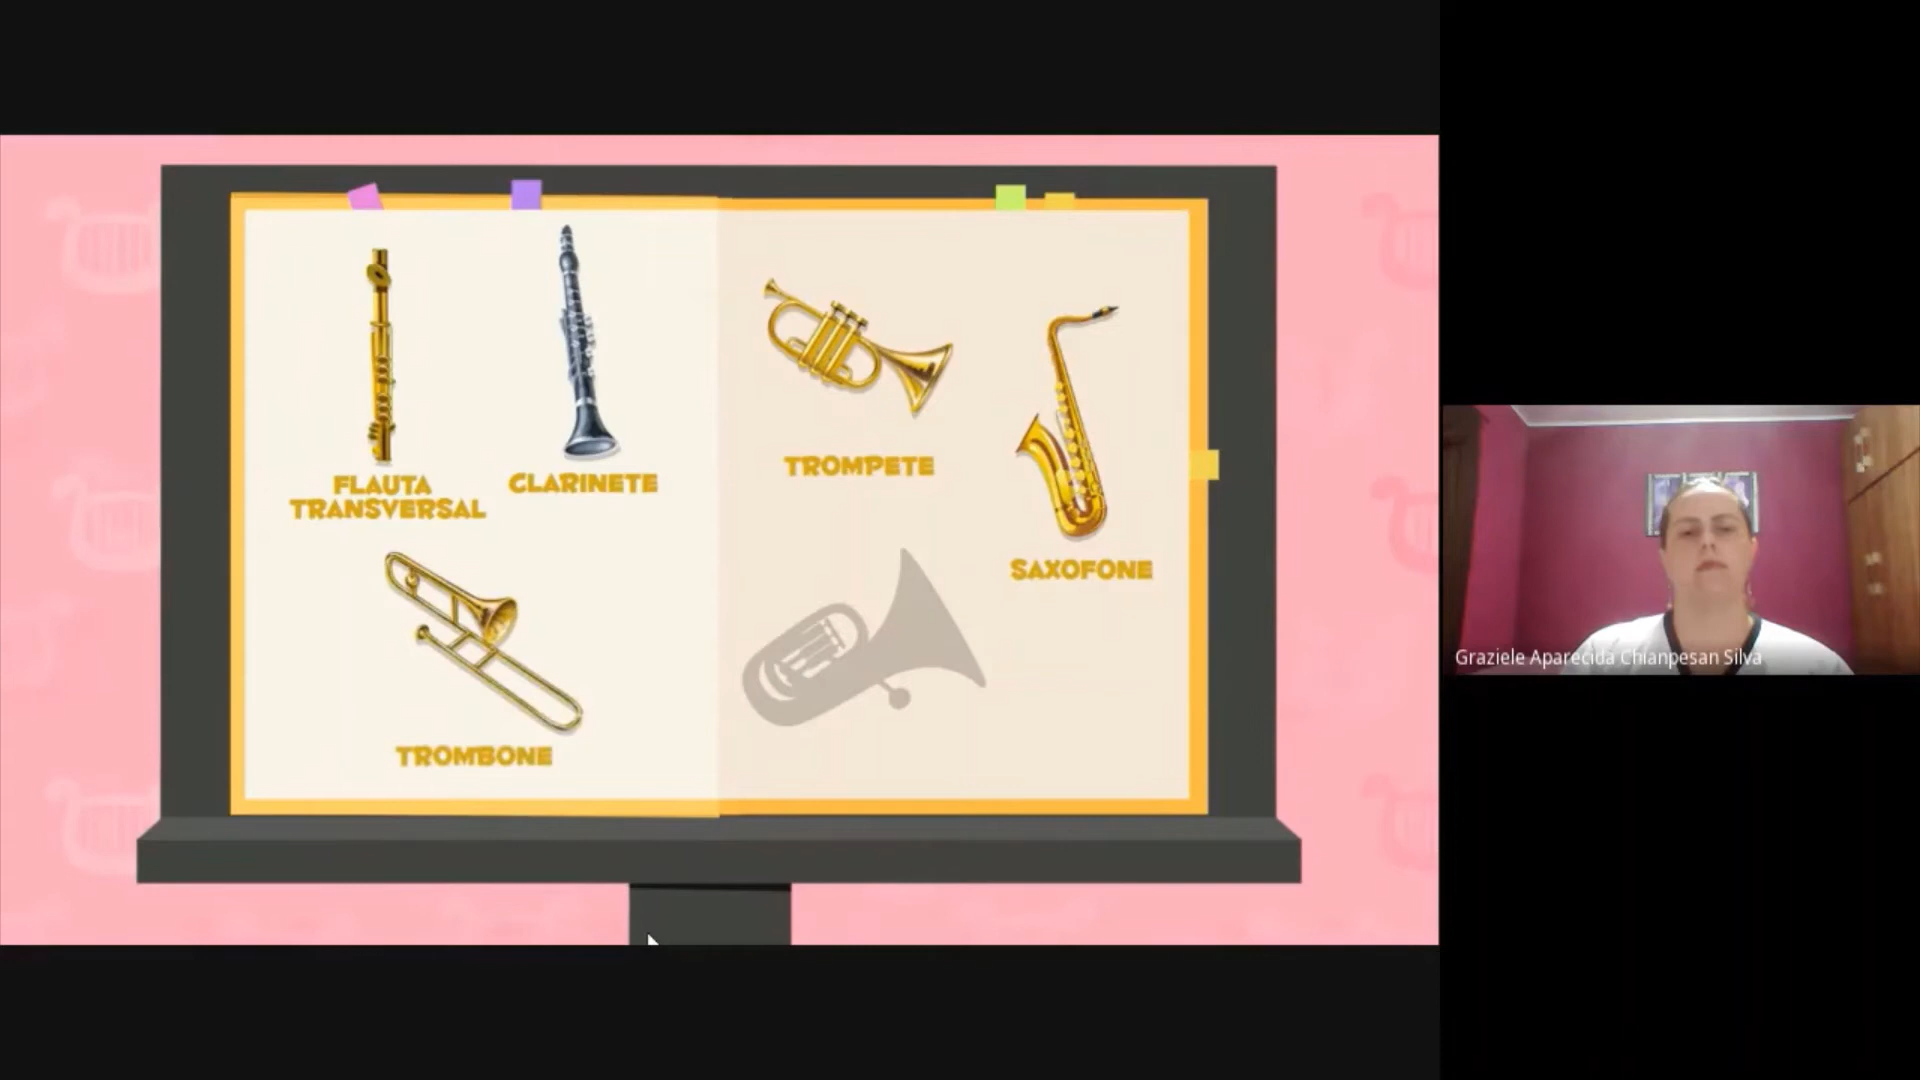 FLAUTA
TRANSVERSAL
CLARINETE
TROMPETE
SAXOFONE
TROMBONE
Graziele Aparecida Chianpesan Silva